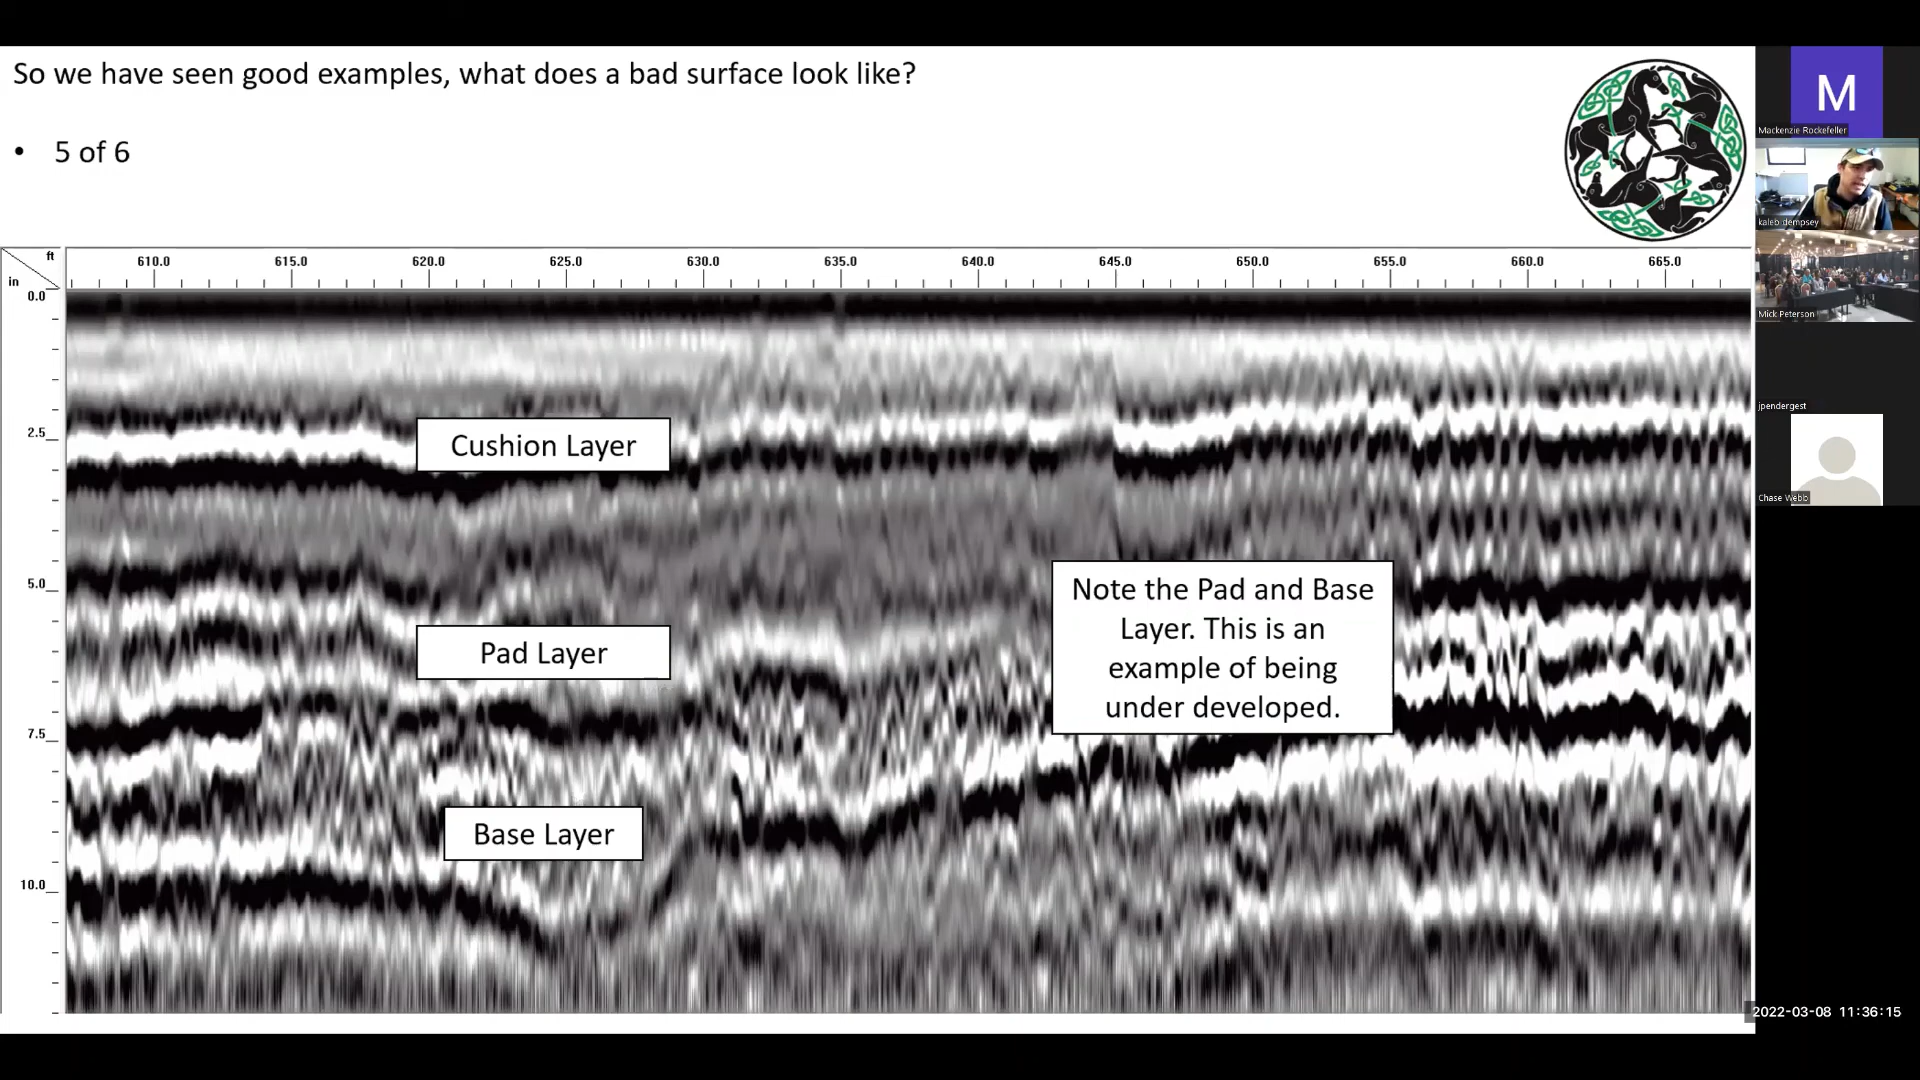 So we have seen good examples, what does a bad surface look like?
• 5 of 6
M
Mackenzie Rockefeller
kaleb dempsey
Mick Peterson
jpendergest
Chase Webb
ft
in
610.0 615.0 620.0 625.0 630.0 635.0 640.0 645.0 650.0 655.0 660.0 665.0
0.0
2.5
5.0
7.5
10.0
Cushion Layer
Pad Layer
Base Layer
Note the Pad and Base
Layer. This is an
example of being
under developed.
2022-03-08 11:36:15